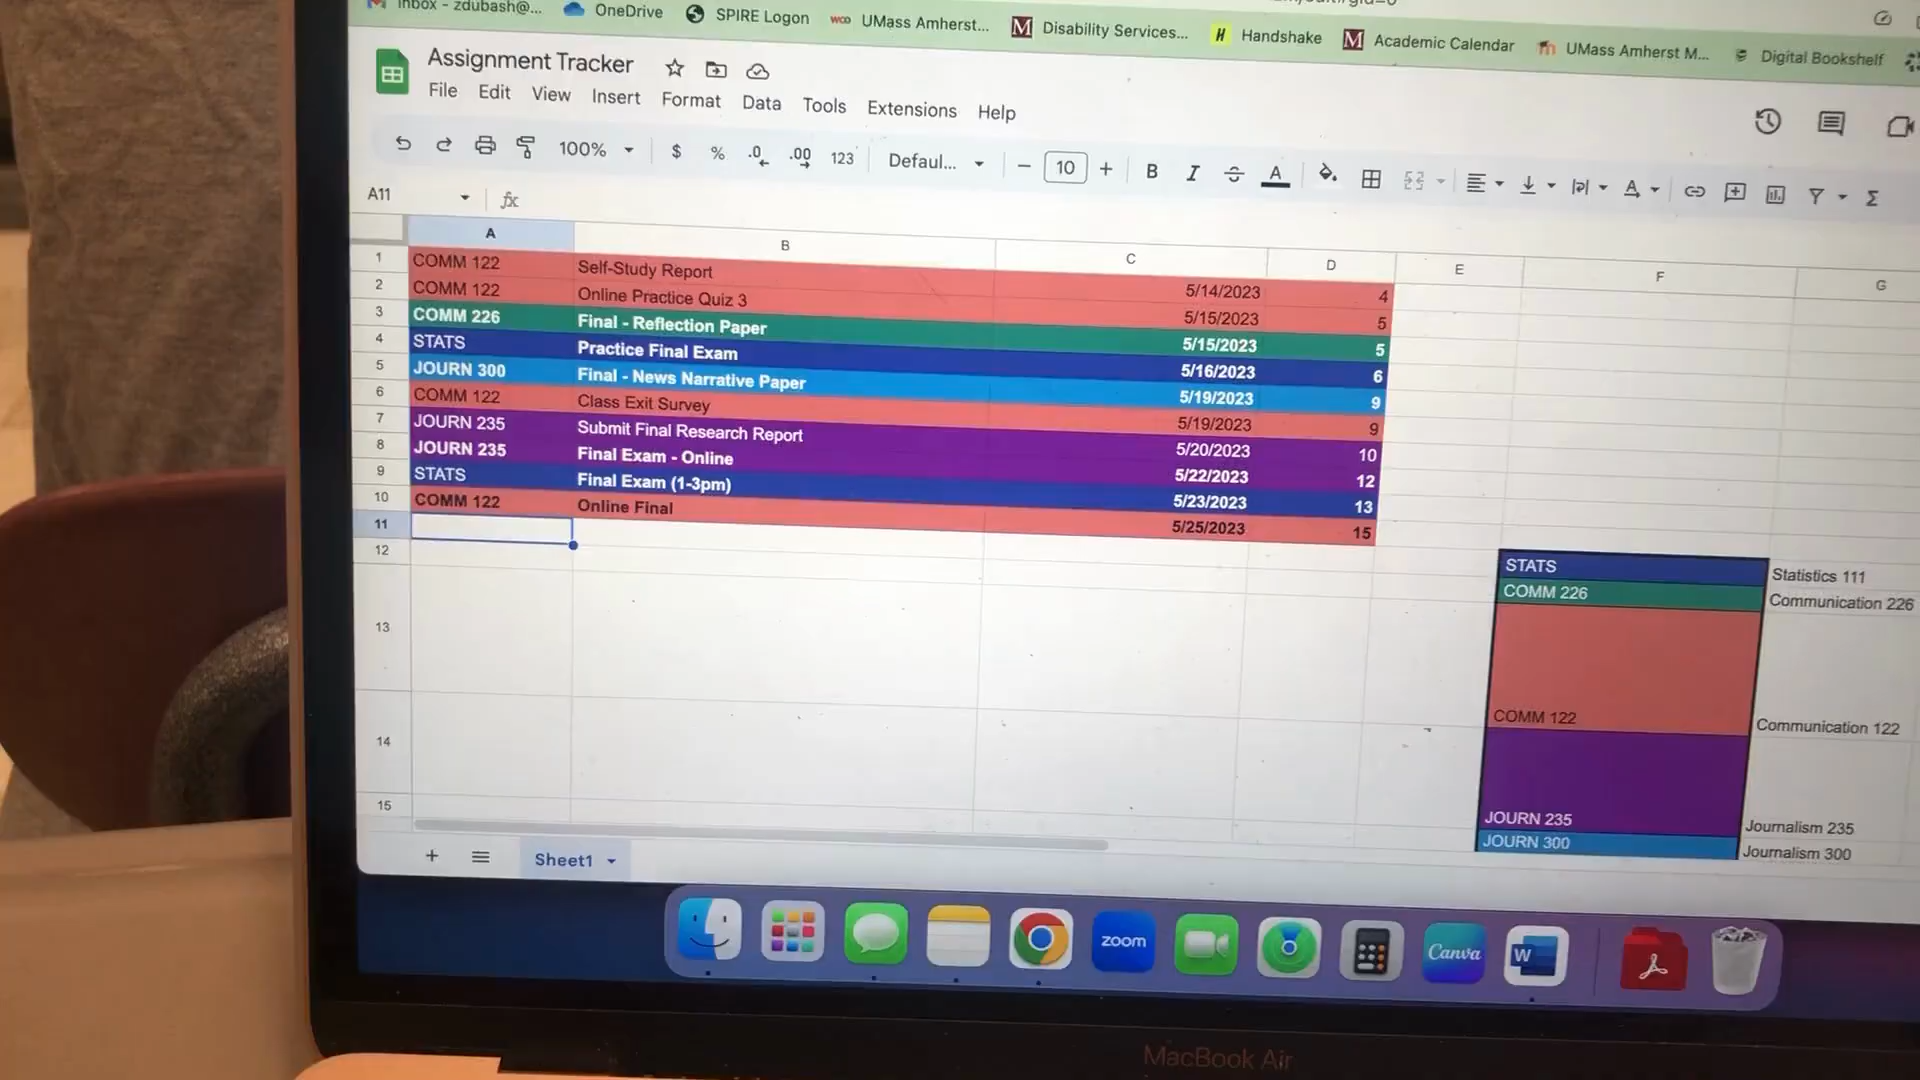 Inbox - zdubash@... OneDrive SPIRE Logon UMass Amherst... Disability Services... Handshake Academic Calendar UMass Amherst M... Digital Bookshelf
Assignment Tracker
File Edit View Insert Format Data Tools Extensions Help
100% $ % .0 .00 123 Defaul... − 10 + B I A
A11 fx
A B C D E F G
1 COMM 122 Self-Study Report 5/14/2023 4
2 COMM 122 Online Practice Quiz 3 5/15/2023 5
3 COMM 226 Final - Reflection Paper 5/15/2023 5
4 STATS Practice Final Exam 5/16/2023 6
5 JOURN 300 Final - News Narrative Paper 5/19/2023 9
6 COMM 122 Class Exit Survey 5/19/2023 9
7 JOURN 235 Submit Final Research Report 5/20/2023 10
8 JOURN 235 Final Exam - Online 5/22/2023 12
9 STATS Final Exam (1-3pm) 5/23/2023 13
10 COMM 122 Online Final 5/25/2023 15
11
12
STATS Statistics 111
COMM 226 Communication 226
13
COMM 122 Communication 122
14
JOURN 235 Journalism 235
15
JOURN 300 Journalism 300
+ Sheet1
zoom Canva W
MacBook Air